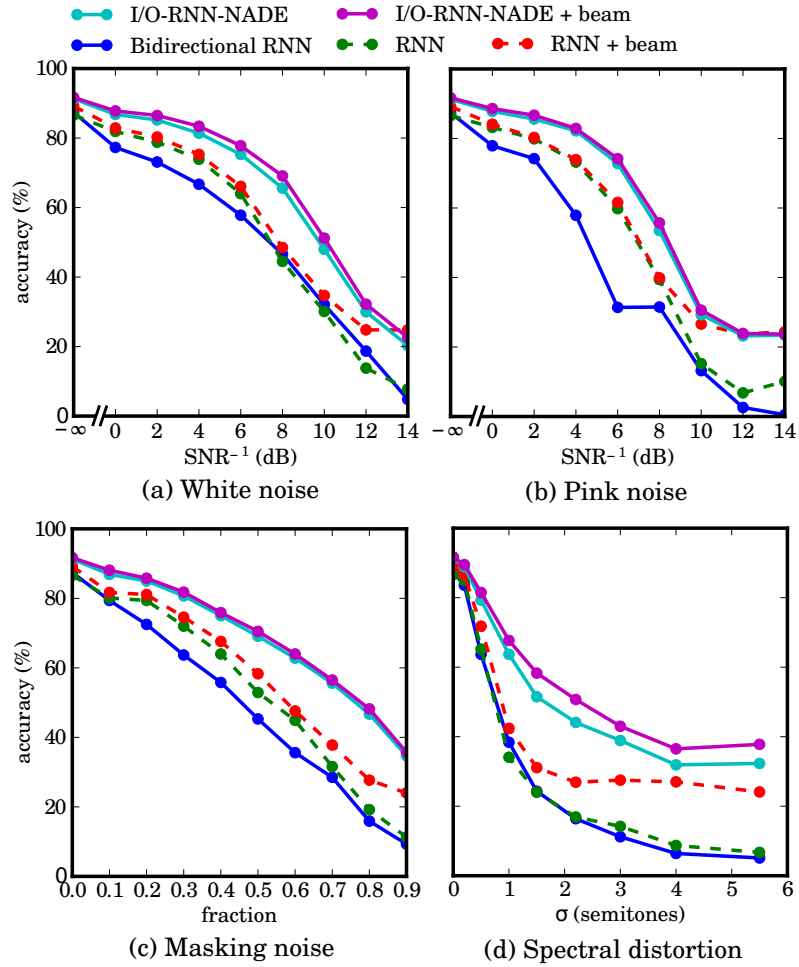 I/O-RNN-NADE
I/O-RNN-NADE + beam
Bidirectional RNN
RNN
RNN + beam
accuracy (%)
100
80
60
40
20
0
−∞ 0 2 4 6 8 10 12 14
SNR⁻¹ (dB)
(a) White noise
−∞ 0 2 4 6 8 10 12 14
SNR⁻¹ (dB)
(b) Pink noise
accuracy (%)
100
80
60
40
20
0
0.0 0.1 0.2 0.3 0.4 0.5 0.6 0.7 0.8 0.9
fraction
(c) Masking noise
0 1 2 3 4 5 6
σ (semitones)
(d) Spectral distortion